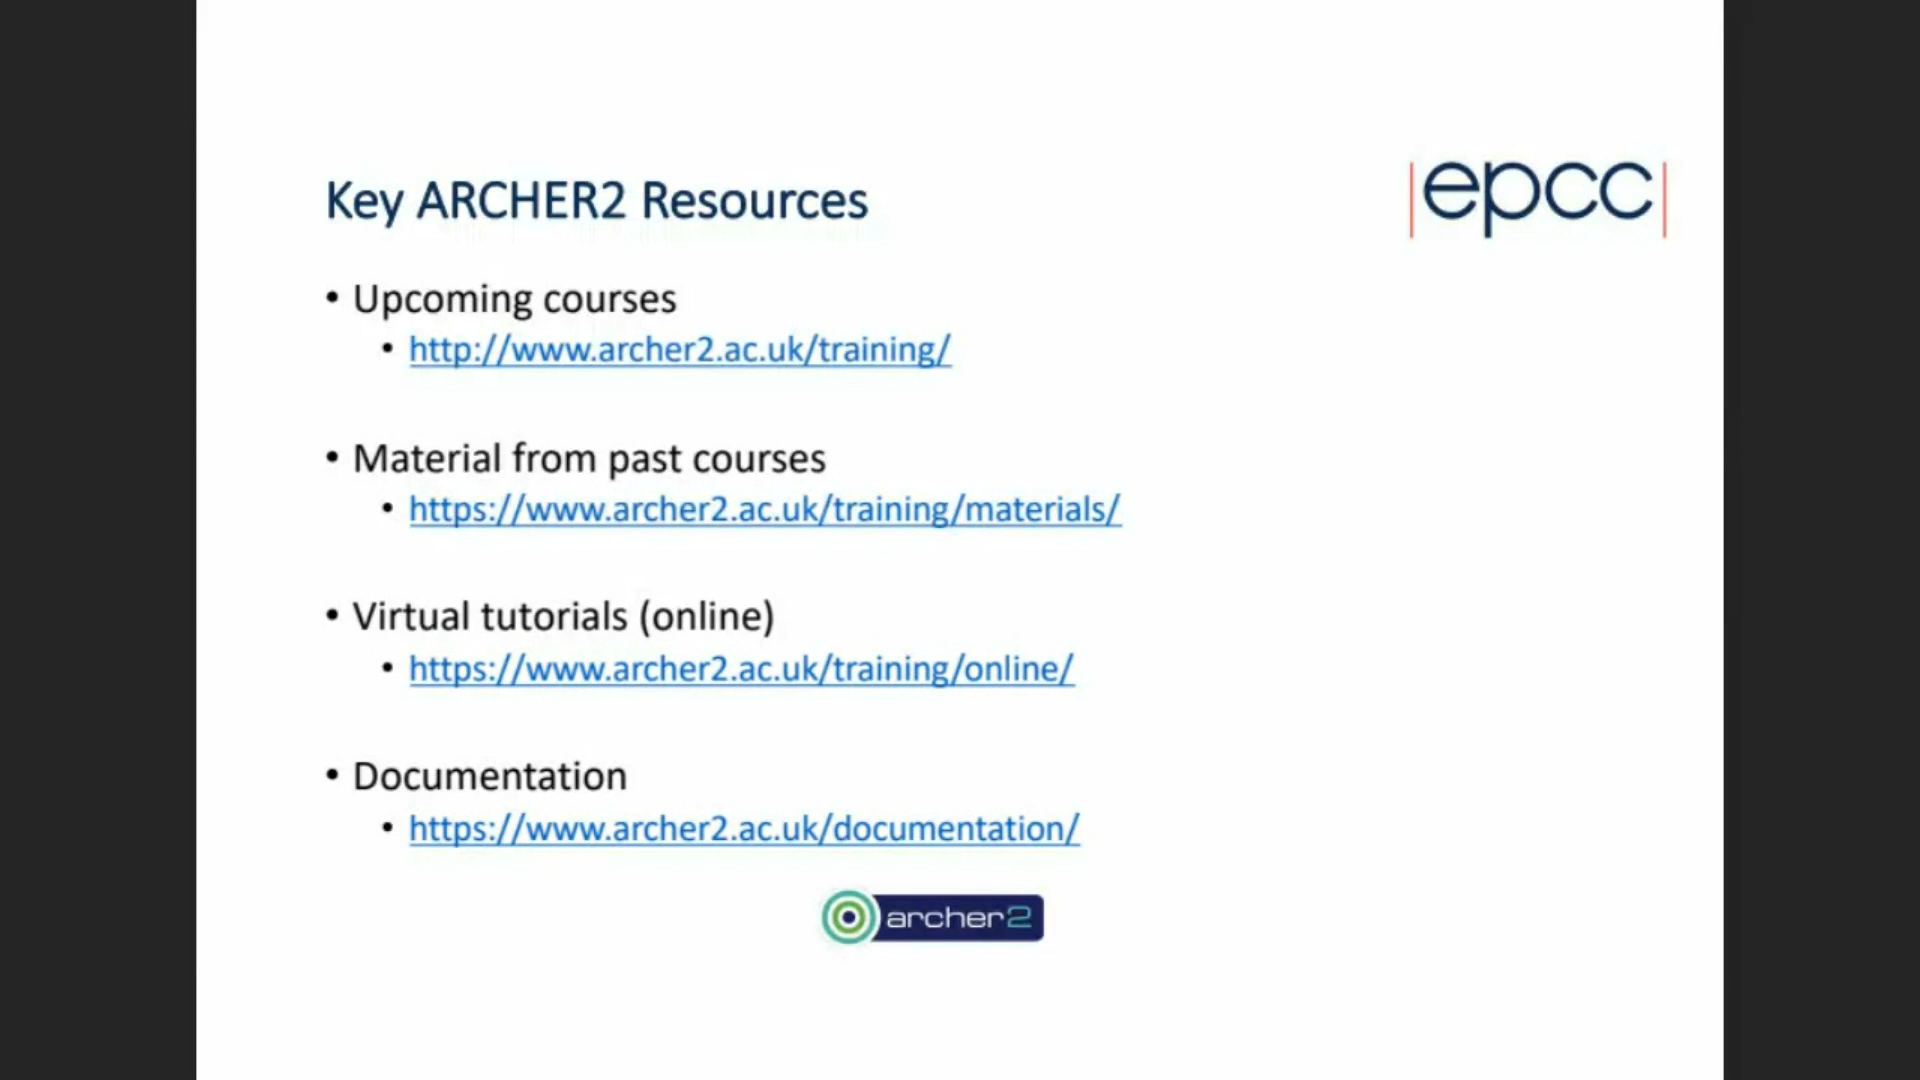 Key ARCHER2 Resources
|epcc|
• Upcoming courses
• http://www.archer2.ac.uk/training/
• Material from past courses
• https://www.archer2.ac.uk/training/materials/
• Virtual tutorials (online)
• https://www.archer2.ac.uk/training/online/
• Documentation
• https://www.archer2.ac.uk/documentation/
archer2